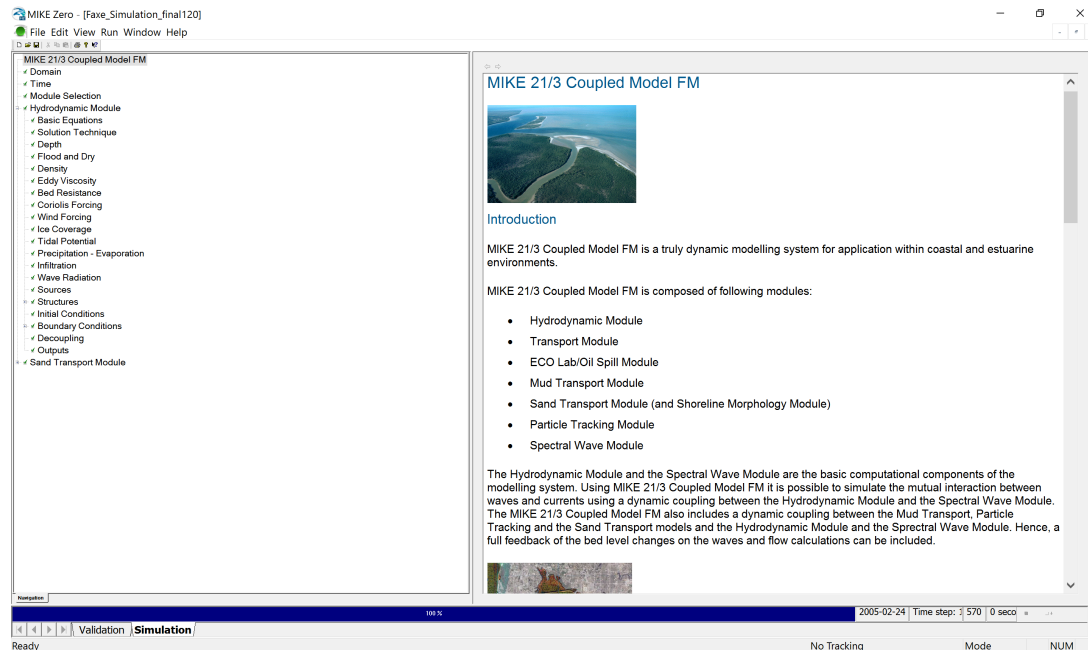 MIKE Zero - [Faxe_Simulation_final120]
File Edit View Run Window Help
MIKE 21/3 Coupled Model FM
Domain
Time
Module Selection
Hydrodynamic Module
Basic Equations
Solution Technique
Depth
Flood and Dry
Density
Eddy Viscosity
Bed Resistance
Coriolis Forcing
Wind Forcing
Ice Coverage
Tidal Potential
Precipitation - Evaporation
Infiltration
Wave Radiation
Sources
Structures
Initial Conditions
Boundary Conditions
Decoupling
Outputs
Sand Transport Module
Navigation
MIKE 21/3 Coupled Model FM
Introduction
MIKE 21/3 Coupled Model FM is a truly dynamic modelling system for application within coastal and estuarine
environments.
MIKE 21/3 Coupled Model FM is composed of following modules:
• Hydrodynamic Module
• Transport Module
• ECO Lab/Oil Spill Module
• Mud Transport Module
• Sand Transport Module (and Shoreline Morphology Module)
• Particle Tracking Module
• Spectral Wave Module
The Hydrodynamic Module and the Spectral Wave Module are the basic computational components of the
modelling system. Using MIKE 21/3 Coupled Model FM it is possible to simulate the mutual interaction between
waves and currents using a dynamic coupling between the Hydrodynamic Module and the Spectral Wave Module.
The MIKE 21/3 Coupled Model FM also includes a dynamic coupling between the Mud Transport, Particle
Tracking and the Sand Transport models and the Hydrodynamic Module and the Sprectral Wave Module. Hence, a
full feedback of the bed level changes on the waves and flow calculations can be included.
100 %
2005-02-24 Time step: 570 0 seco
Validation Simulation
Ready No Tracking Mode NUM